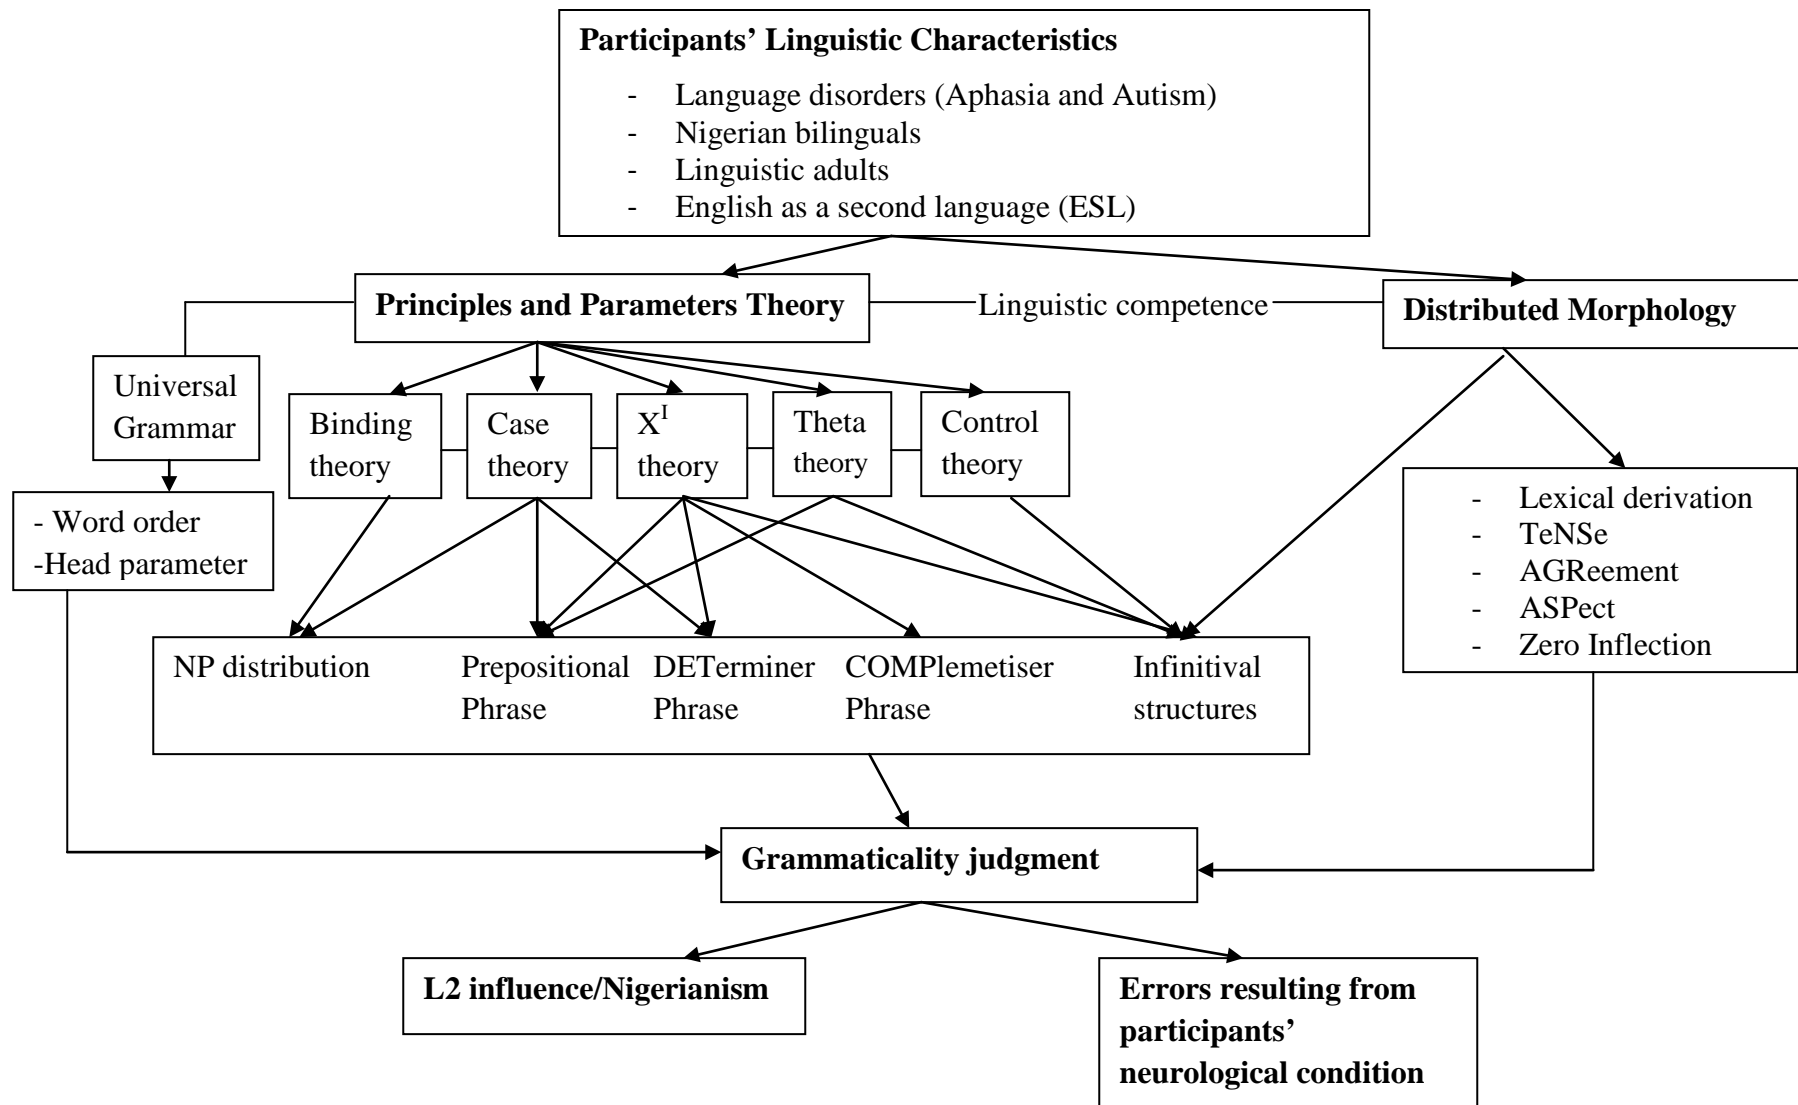 Participants’ Linguistic Characteristics
- Language disorders (Aphasia and Autism)
- Nigerian bilinguals
- Linguistic adults
- English as a second language (ESL)
Principles and Parameters Theory
Linguistic competence
Distributed Morphology
Universal
Grammar
Binding
theory
Case
theory
X^I
theory
Theta
theory
Control
theory
- Word order
-Head parameter
- Lexical derivation
- TeNSe
- AGReement
- ASPect
- Zero Inflection
NP distribution
Prepositional
Phrase
DETerminer
Phrase
COMPlemetiser
Phrase
Infinitival
structures
Grammaticality judgment
L2 influence/Nigerianism
Errors resulting from
participants’
neurological condition